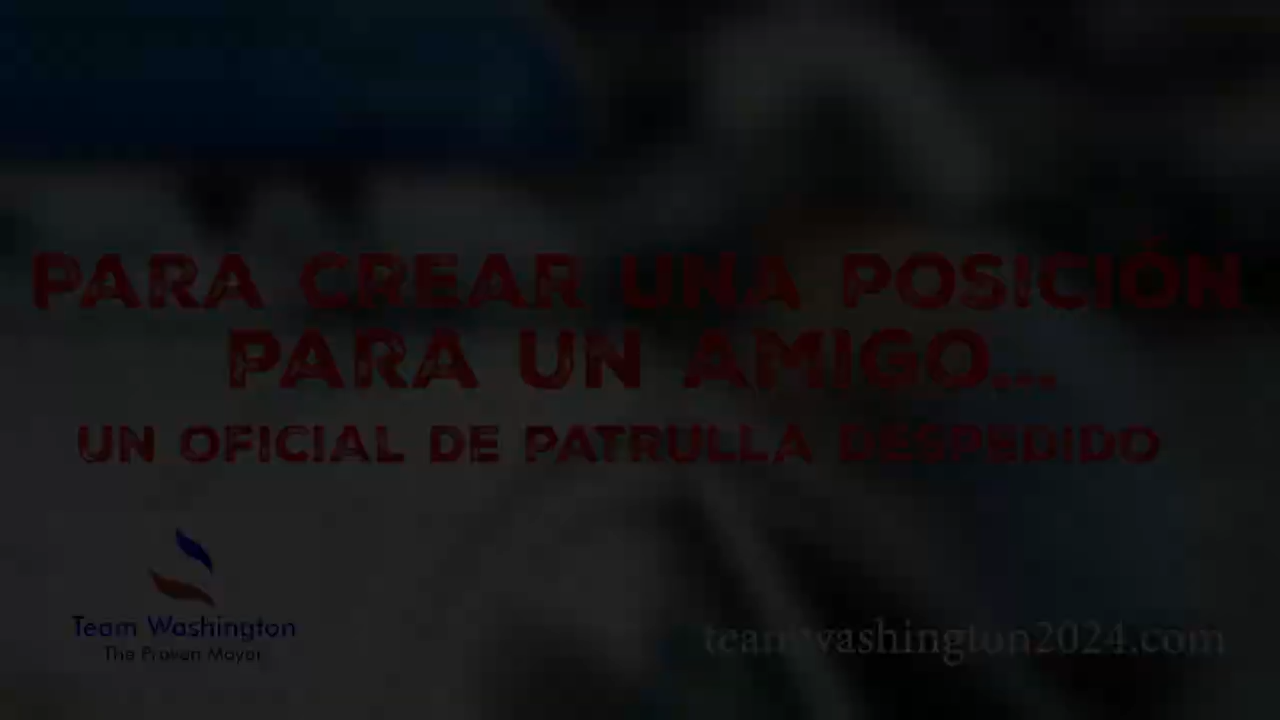 PARA CREAR UNA POSICIÓN
PARA UN AMIGO...
UN OFICIAL DE PATRULLA DESPEDIDO
Team Washington
The Proven Mayor
teamwashington2024.com